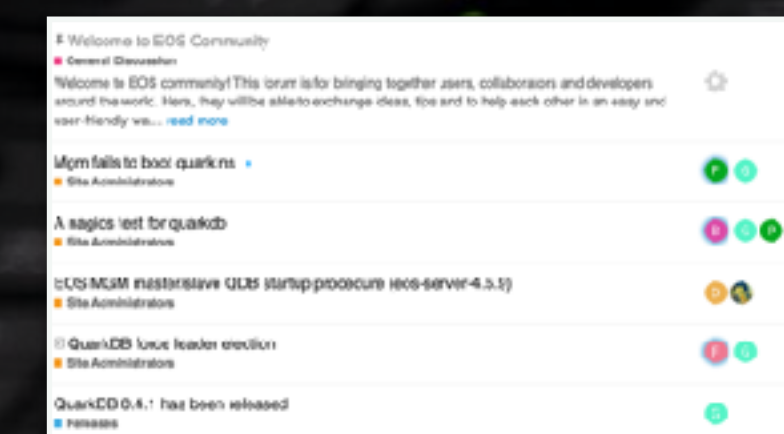 Welcome to EOS Community
General Discussion
Welcome to EOS community! This forum is for bringing together users, collaborators and developers
around the world. Here, they will be able to exchange ideas, tips and to help each other in an easy and
user-friendly wa... read more
Mgm fails to boot quark ns
Site Administrators
A nagios test for quarkdb
Site Administrators
EOS MGM master/slave QDB startup procedure (eos-server-4.5.9)
Site Administrators
QuarkDB force leader election
Site Administrators
QuarkDB 0.4.1 has been released
Releases